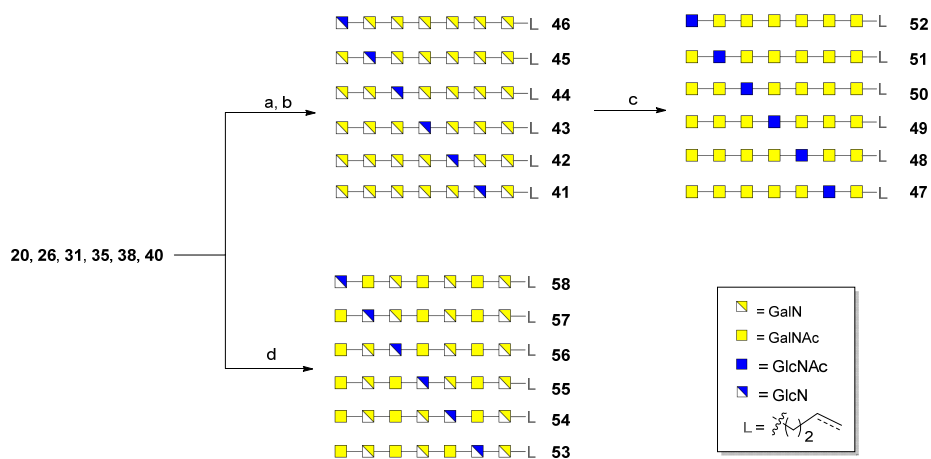 L 46
L 45
L 44
L 43
L 42
L 41
a, b
c
L 52
L 51
L 50
L 49
L 48
L 47
20, 26, 31, 35, 38, 40
d
L 58
L 57
L 56
L 55
L 54
L 53
= GalN
= GalNAc
= GlcNAc
= GlcN
L = ( ) 2